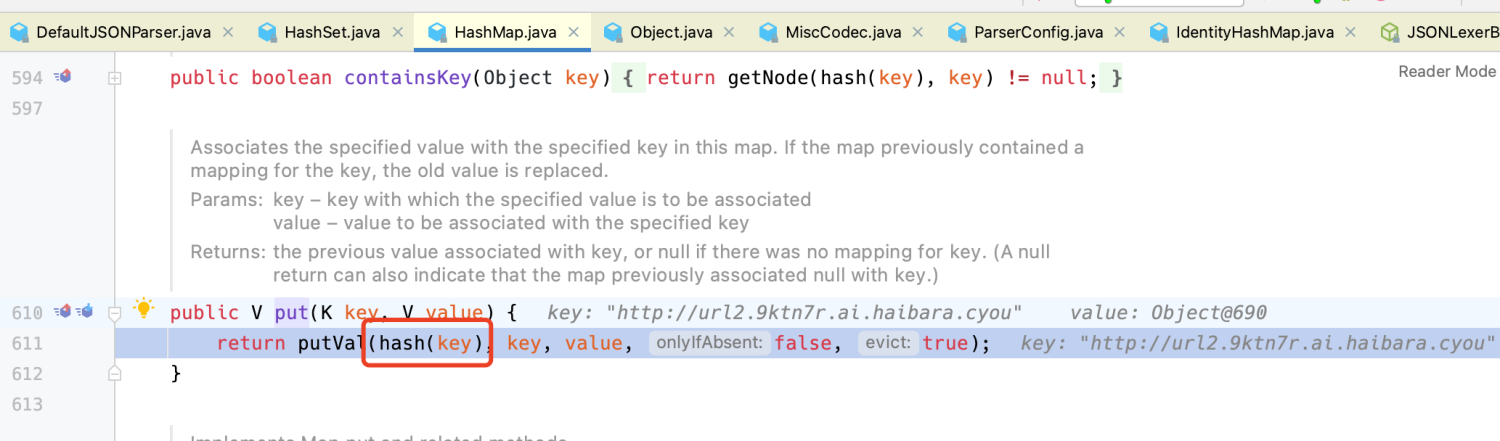 DefaultJSONParser.java × HashSet.java × HashMap.java × Object.java × MiscCodec.java × ParserConfig.java × IdentityHashMap.java × JSONLexerB
594 public boolean containsKey(Object key) { return getNode(hash(key), key) != null; } Reader Mode
597
Associates the specified value with the specified key in this map. If the map previously contained a
mapping for the key, the old value is replaced.
Params: key – key with which the specified value is to be associated
value – value to be associated with the specified key
Returns: the previous value associated with key, or null if there was no mapping for key. (A null
return can also indicate that the map previously associated null with key.)
610 public V put(K key, V value) { key: "http://url2.9ktn7r.ai.haibara.cyou" value: Object@690
611 return putVal(hash(key), key, value, onlyIfAbsent: false, evict: true); key: "http://url2.9ktn7r.ai.haibara.cyou"
612 }
613
Implements Map.put and related methods